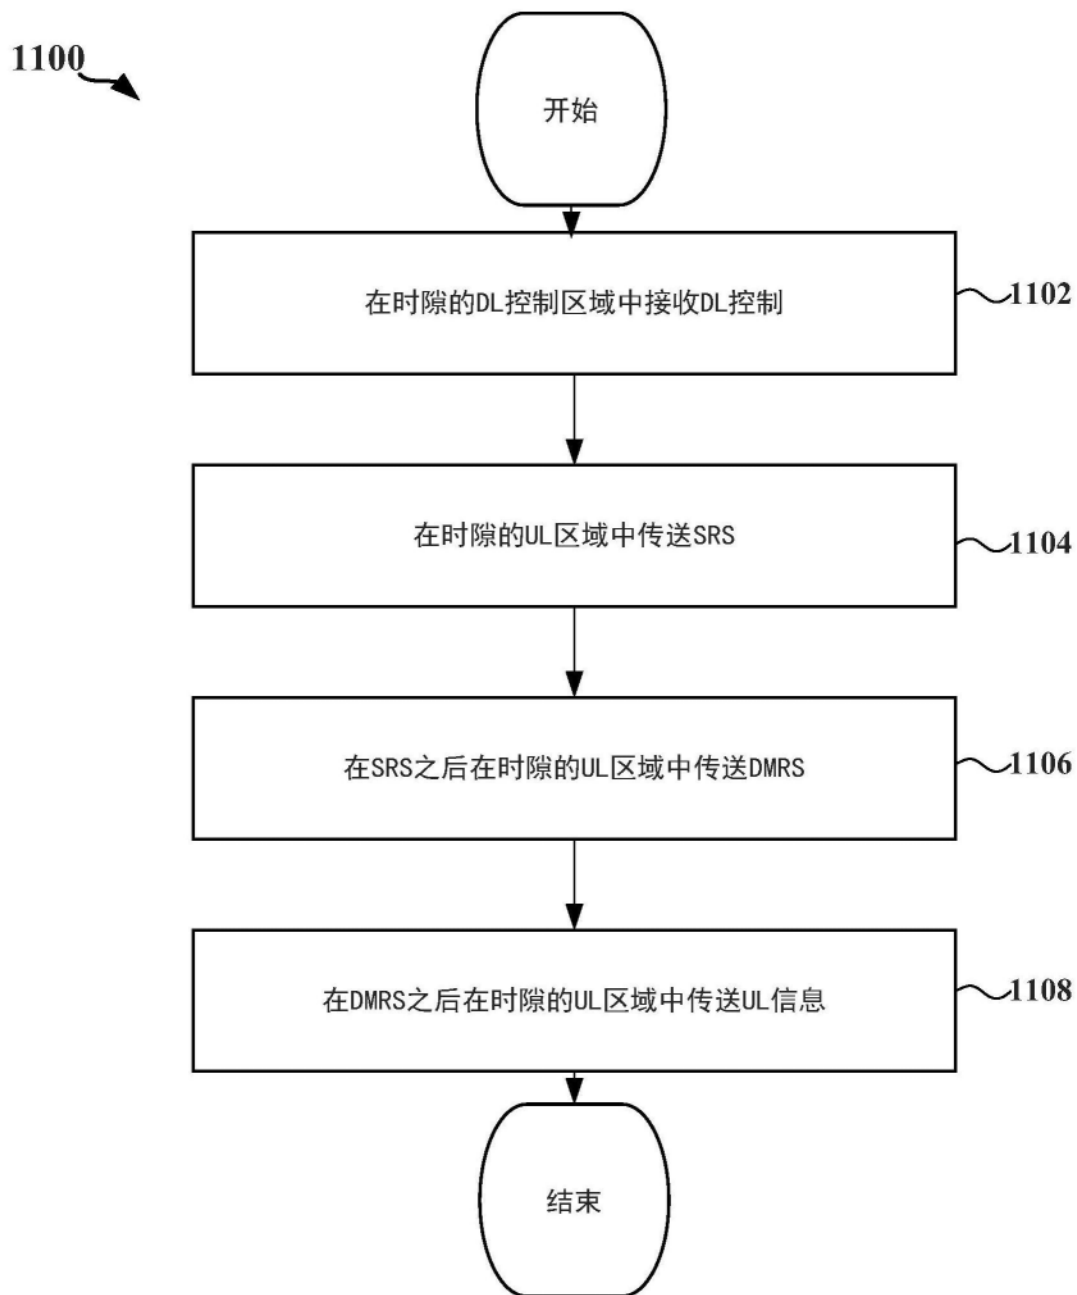 1100
开始
在时隙的DL控制区域中接收DL控制
1102
在时隙的UL区域中传送SRS
1104
在SRS之后在时隙的UL区域中传送DMRS
1106
在DMRS之后在时隙的UL区域中传送UL信息
1108
结束